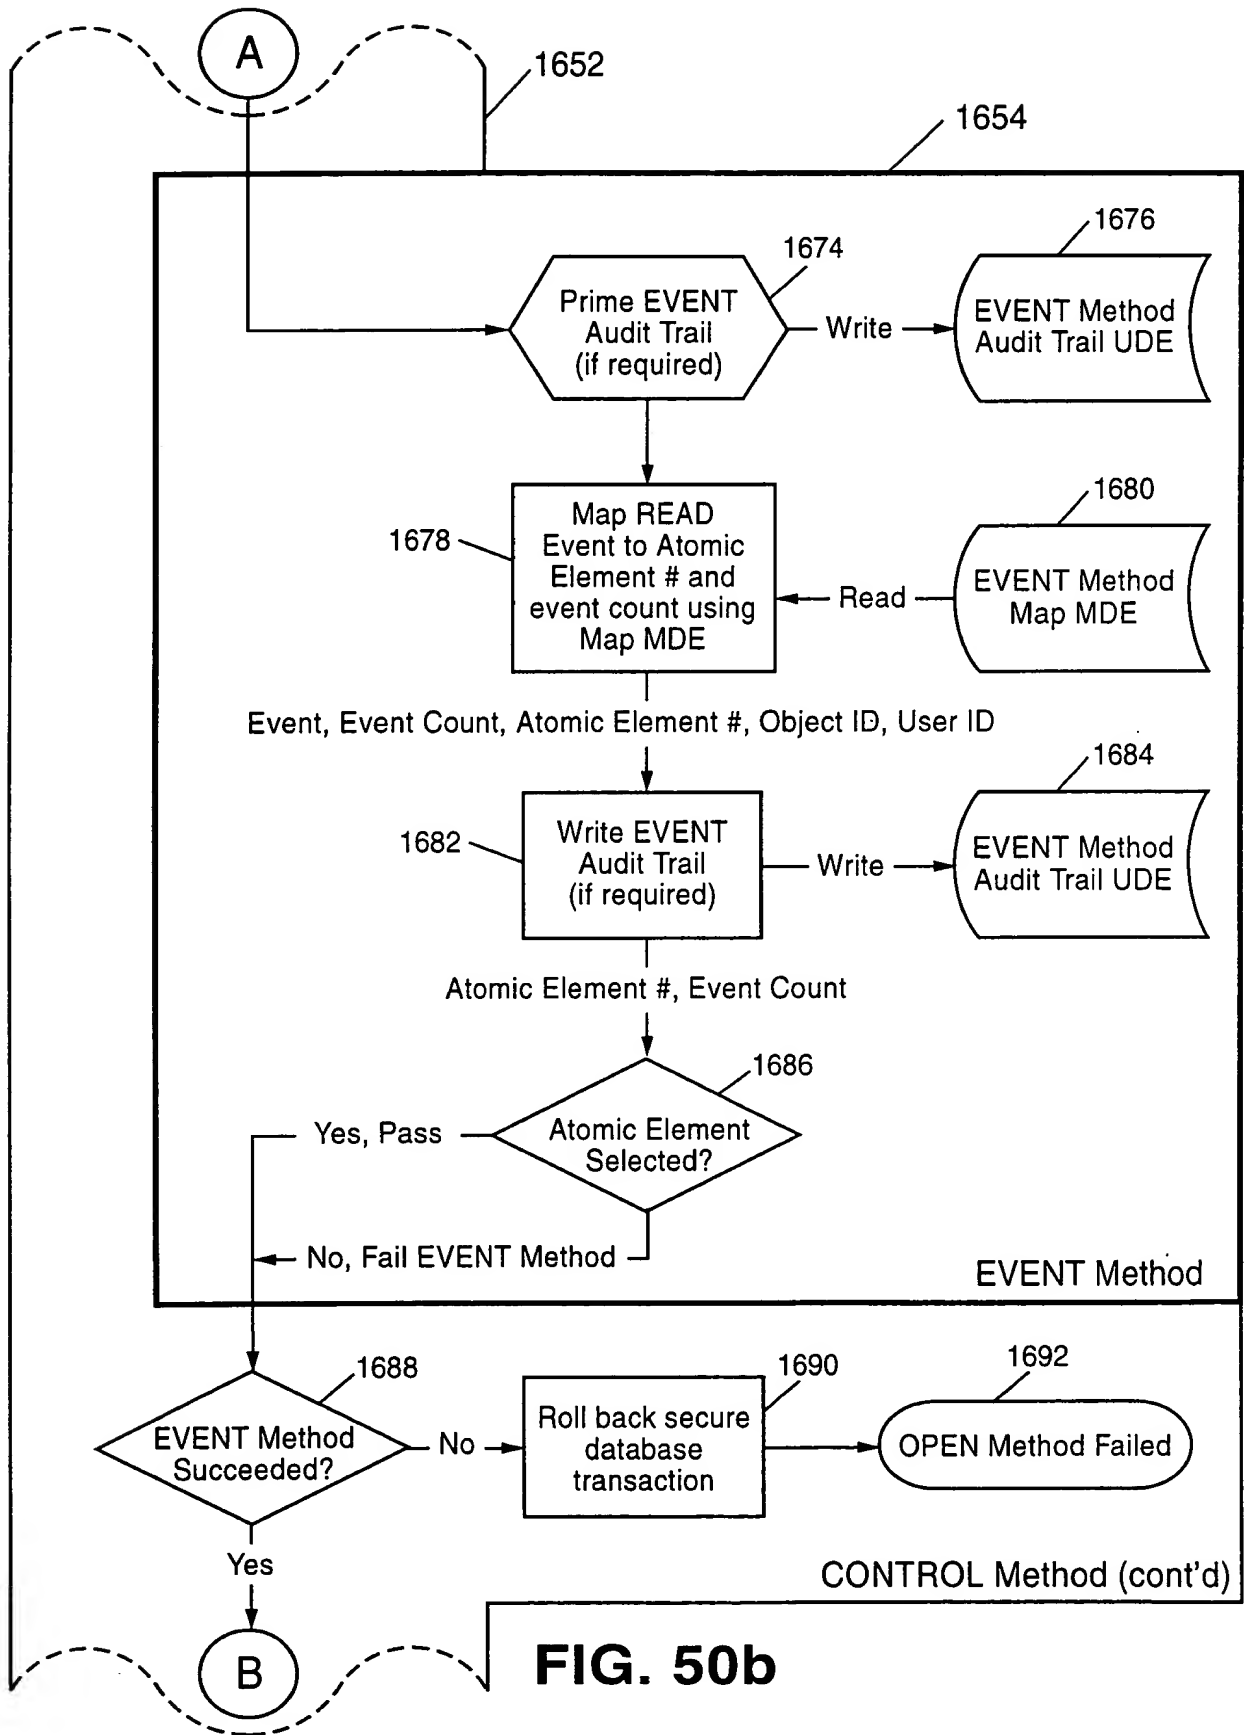 A
1652
1654
1674
1676
Prime EVENT
Audit Trail
(if required)
Write
EVENT Method
Audit Trail UDE
1678
Map READ
Event to Atomic
Element # and
event count using
Map MDE
Read
1680
EVENT Method
Map MDE
Event, Event Count, Atomic Element #, Object ID, User ID
1682
Write EVENT
Audit Trail
(if required)
Write
1684
EVENT Method
Audit Trail UDE
Atomic Element #, Event Count
1686
Atomic Element
Selected?
Yes, Pass
No, Fail EVENT Method
EVENT Method
1688
EVENT Method
Succeeded?
No
1690
Roll back secure
database
transaction
1692
OPEN Method Failed
Yes
CONTROL Method (cont'd)
B
FIG. 50b